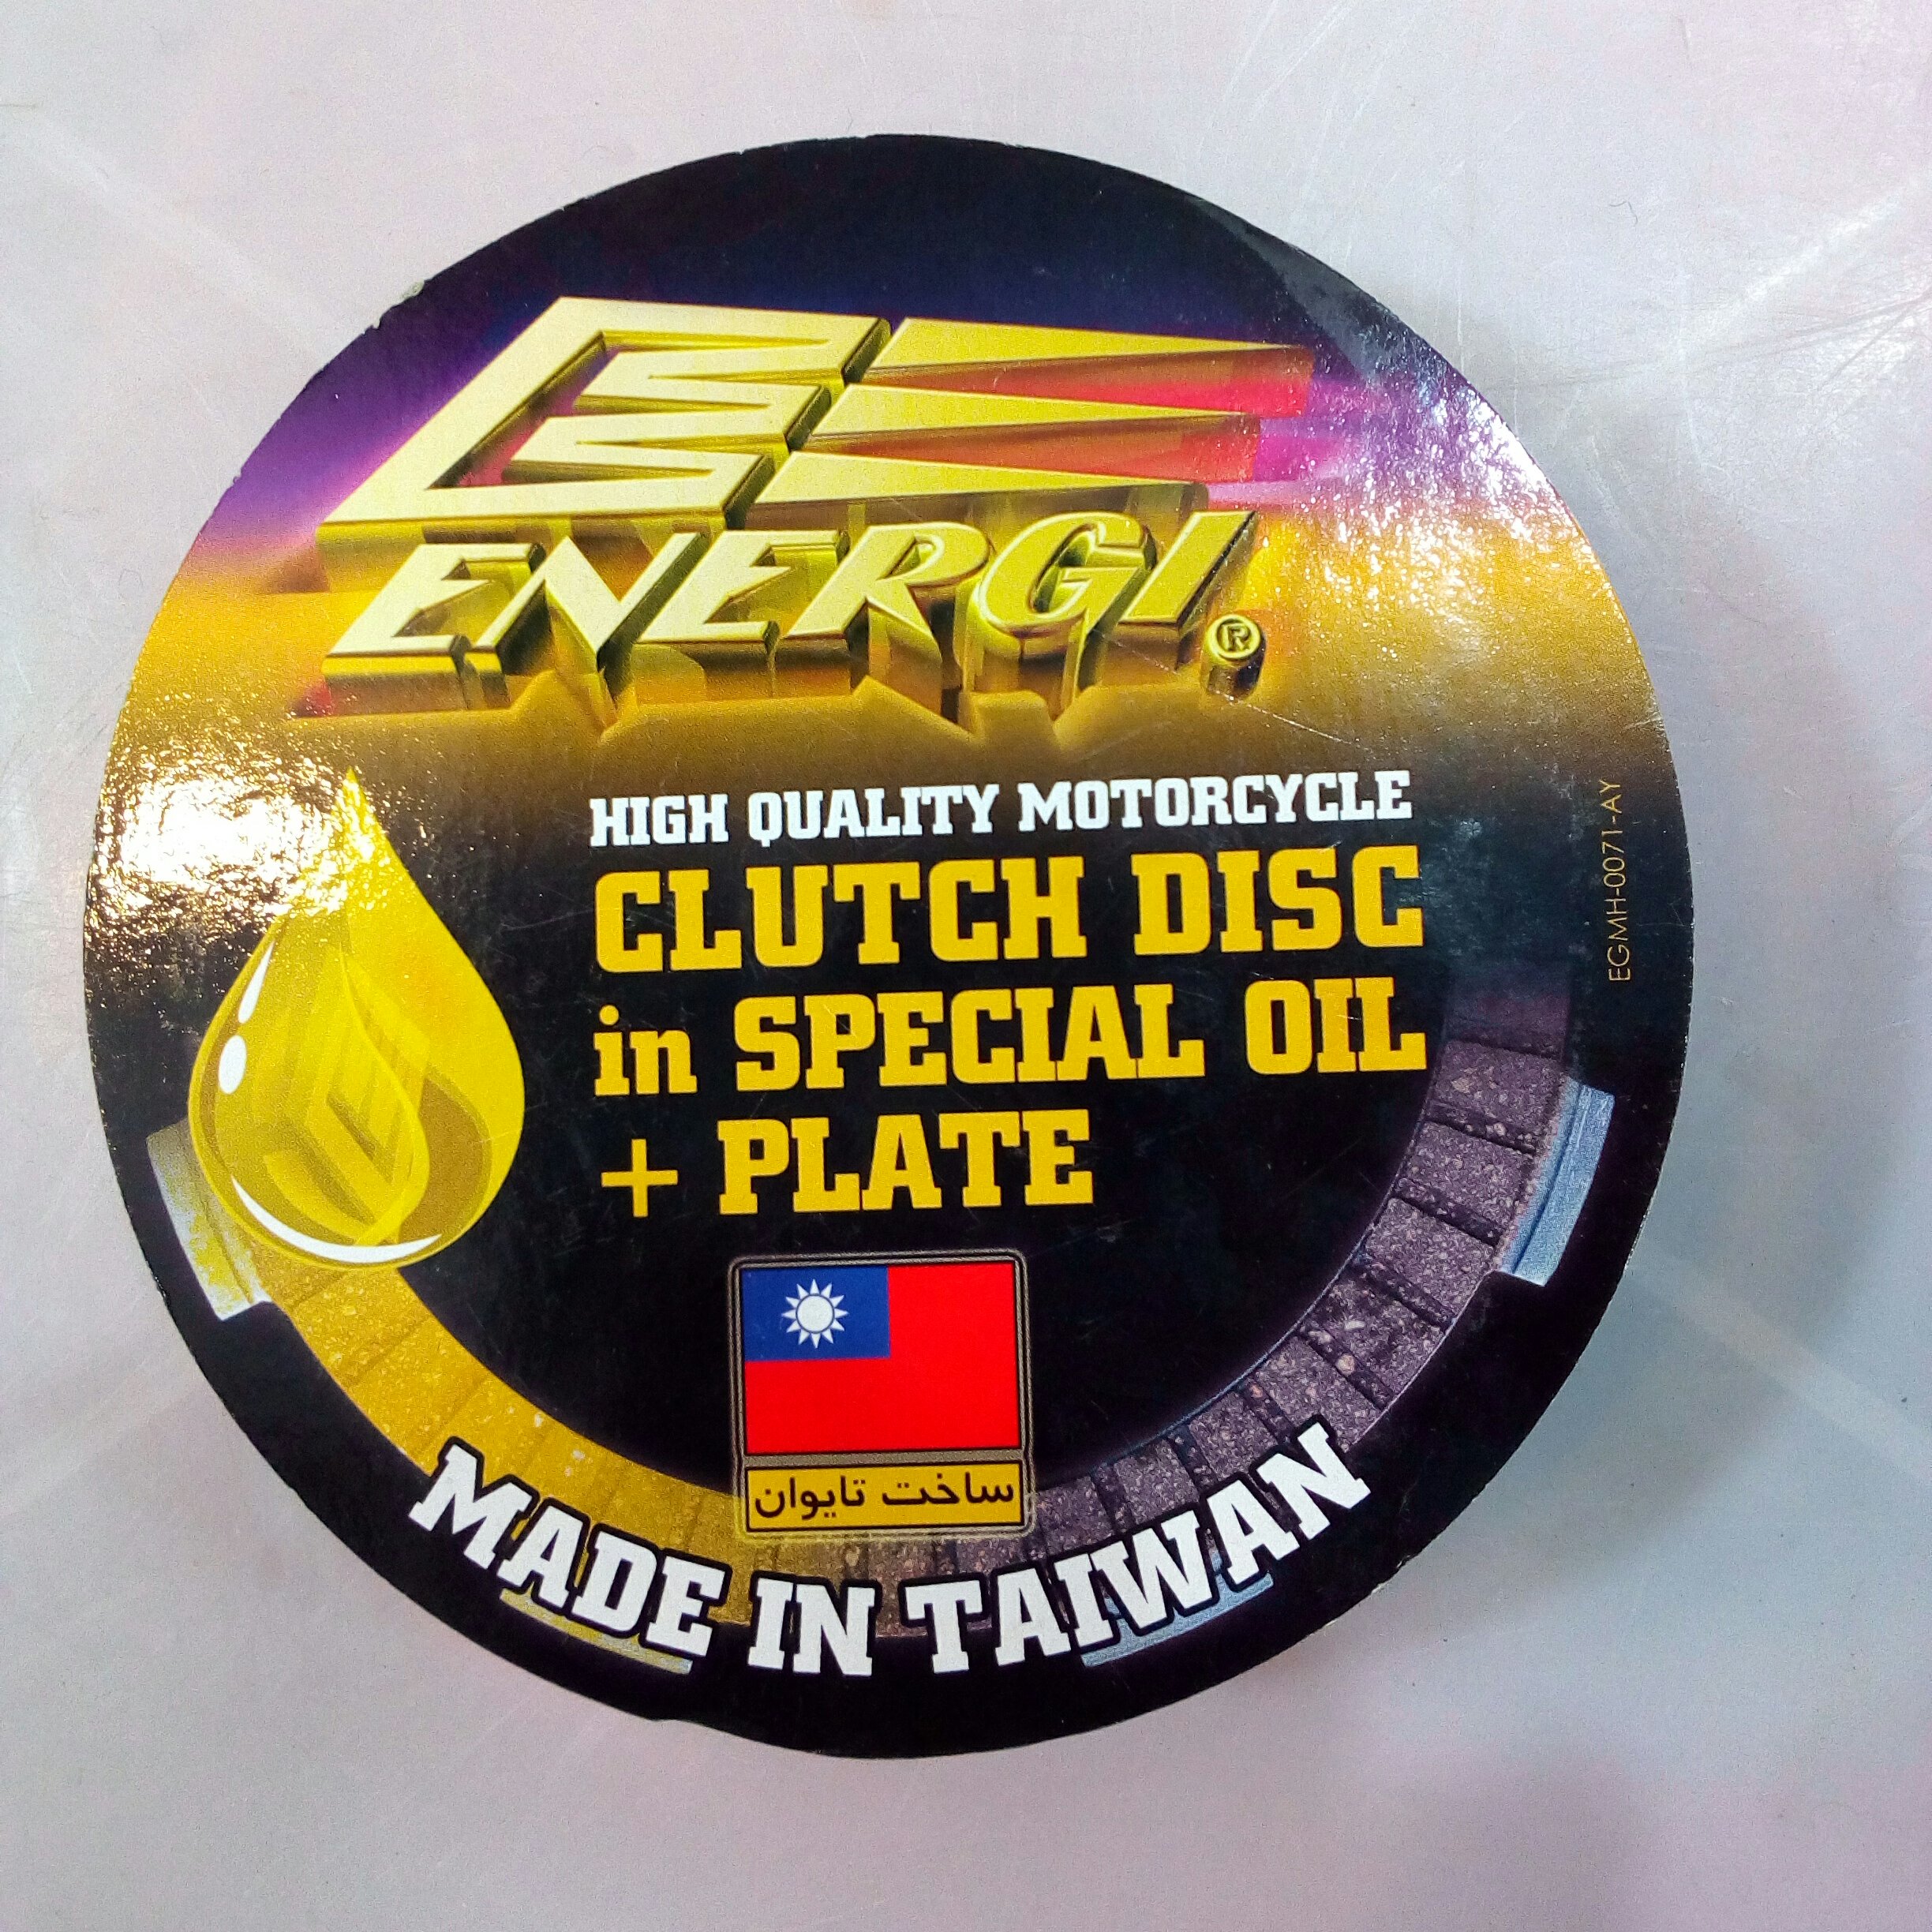 ENERGI®
HIGH QUALITY MOTORCYCLE
CLUTCH DISC
in SPECIAL OIL
+ PLATE
EGMH-0071-AY
ساخت تایوان
MADE IN TAIWAN